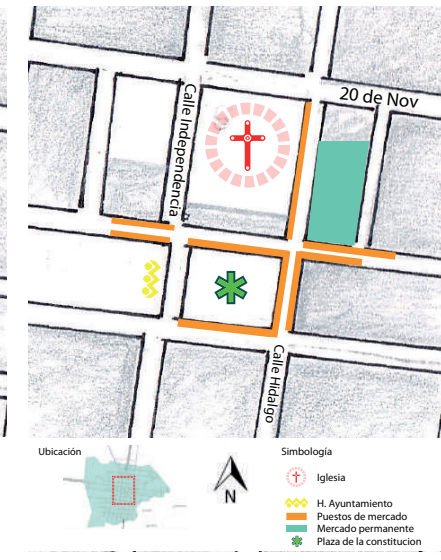 20 de Nov
Calle Independencia
Calle Hidalgo
Ubicación
N
Simbología
Iglesia
H. Ayuntamiento
Puestos de mercado
Mercado permanente
Plaza de la constitucion